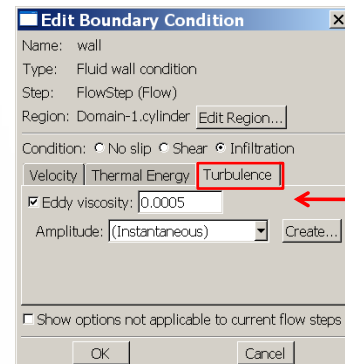 Edit Boundary Condition
Name: wall
Type: Fluid wall condition
Step: FlowStep (Flow)
Region: Domain-1.cylinder Edit Region...
Condition: No slip Shear Infiltration
Velocity Thermal Energy Turbulence
Eddy viscosity: 0.0005
Amplitude: (Instantaneous) Create...
Show options not applicable to current flow steps
OK Cancel